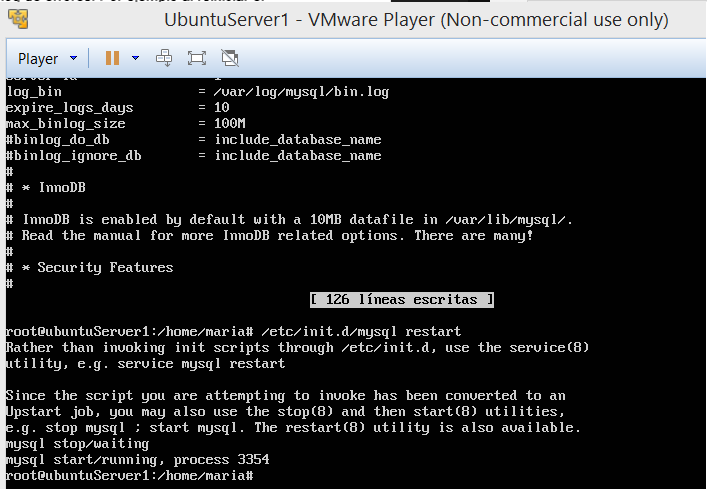 UbuntuServer1 - VMware Player (Non-commercial use only)
Player
log_bin = /var/log/mysql/bin.log
expire_logs_days = 10
max_binlog_size = 100M
#binlog_do_db = include_database_name
#binlog_ignore_db = include_database_name
#
# * InnoDB
#
# InnoDB is enabled by default with a 10MB datafile in /var/lib/mysql/.
# Read the manual for more InnoDB related options. There are many!
#
# * Security Features
#
[ 126 líneas escritas ]
root@ubuntuServer1:/home/maria# /etc/init.d/mysql restart
Rather than invoking init scripts through /etc/init.d, use the service(8)
utility, e.g. service mysql restart
Since the script you are attempting to invoke has been converted to an
Upstart job, you may also use the stop(8) and then start(8) utilities,
e.g. stop mysql ; start mysql. The restart(8) utility is also available.
mysql stop/waiting
mysql start/running, process 3354
root@ubuntuServer1:/home/maria#